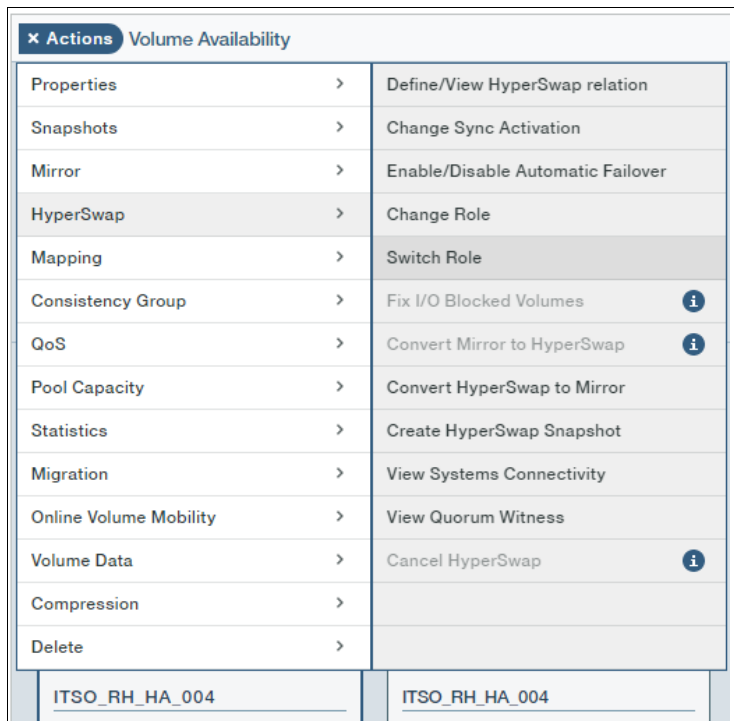 × Actions Volume Availability
Properties > Define/View HyperSwap relation
Snapshots > Change Sync Activation
Mirror > Enable/Disable Automatic Failover
HyperSwap > Change Role
Mapping > Switch Role
Consistency Group > Fix I/O Blocked Volumes i
QoS > Convert Mirror to HyperSwap i
Pool Capacity > Convert HyperSwap to Mirror
Statistics > Create HyperSwap Snapshot
Migration > View Systems Connectivity
Online Volume Mobility > View Quorum Witness
Volume Data > Cancel HyperSwap i
Compression >
Delete >
ITSO_RH_HA_004 ITSO_RH_HA_004